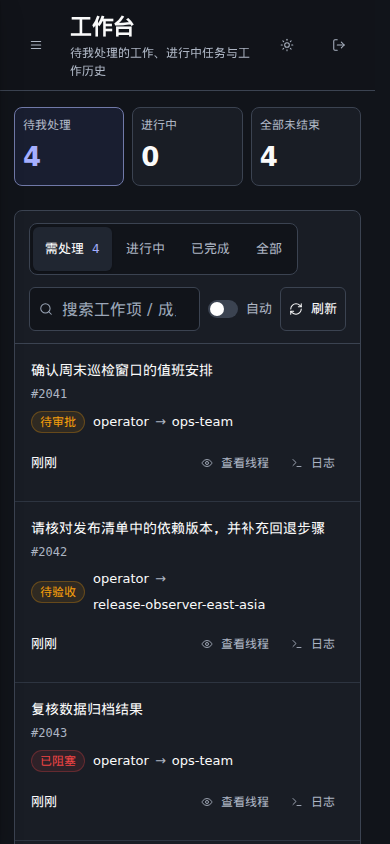 工作台
待我处理的工作、进行中任务与工
作历史
待我处理
进行中
全部未结束
4
0
4
需处理 4
进行中
已完成
全部
搜索工作项 / 成
自动
刷新
确认周末巡检窗口的值班安排
#2041
待审批
operator → ops-team
刚刚
查看线程
日志
请核对发布清单中的依赖版本，并补充回退步骤
#2042
待验收
operator →
release-observer-east-asia
刚刚
查看线程
日志
复核数据归档结果
#2043
已阻塞
operator → ops-team
刚刚
查看线程
日志